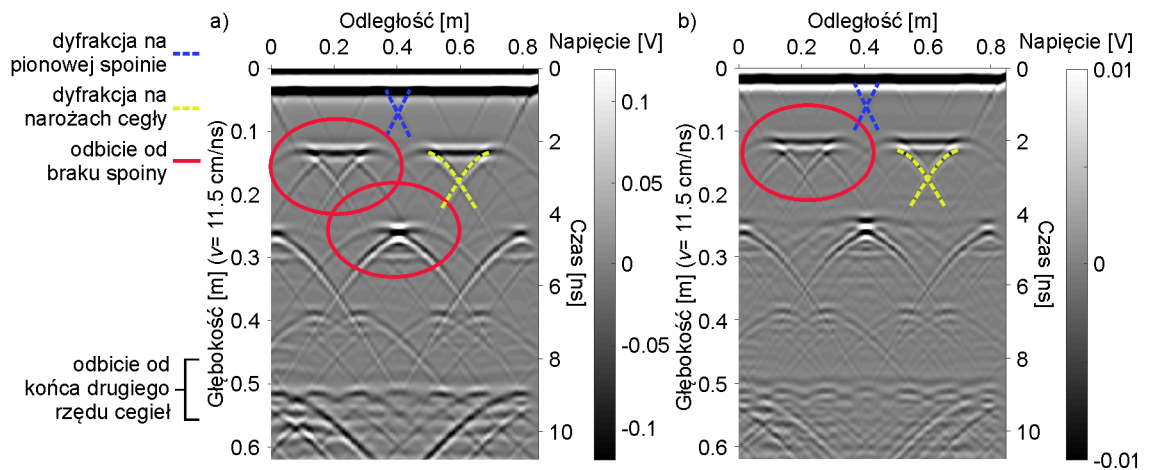 dyfrakcja na
pionowej spoinie
dyfrakcja na
narożach cegły
odbicie od
braku spoiny
odbicie od
końca drugiego
rzędu cegieł
a)
Odległość [m]
0 0.2 0.4 0.6 0.8
Głębokość [m] (v= 11.5 cm/ns)
0
0.1
0.2
0.3
0.4
0.5
0.6
Czas [ns]
0
2
4
6
8
10
Napięcie [V]
0.1
0.05
0
-0.05
-0.1
b)
Odległość [m]
0 0.2 0.4 0.6 0.8
Głębokość [m] (v= 11.5 cm/ns)
0
0.1
0.2
0.3
0.4
0.5
0.6
Czas [ns]
0
2
4
6
8
10
Napięcie [V]
0.01
0
-0.01